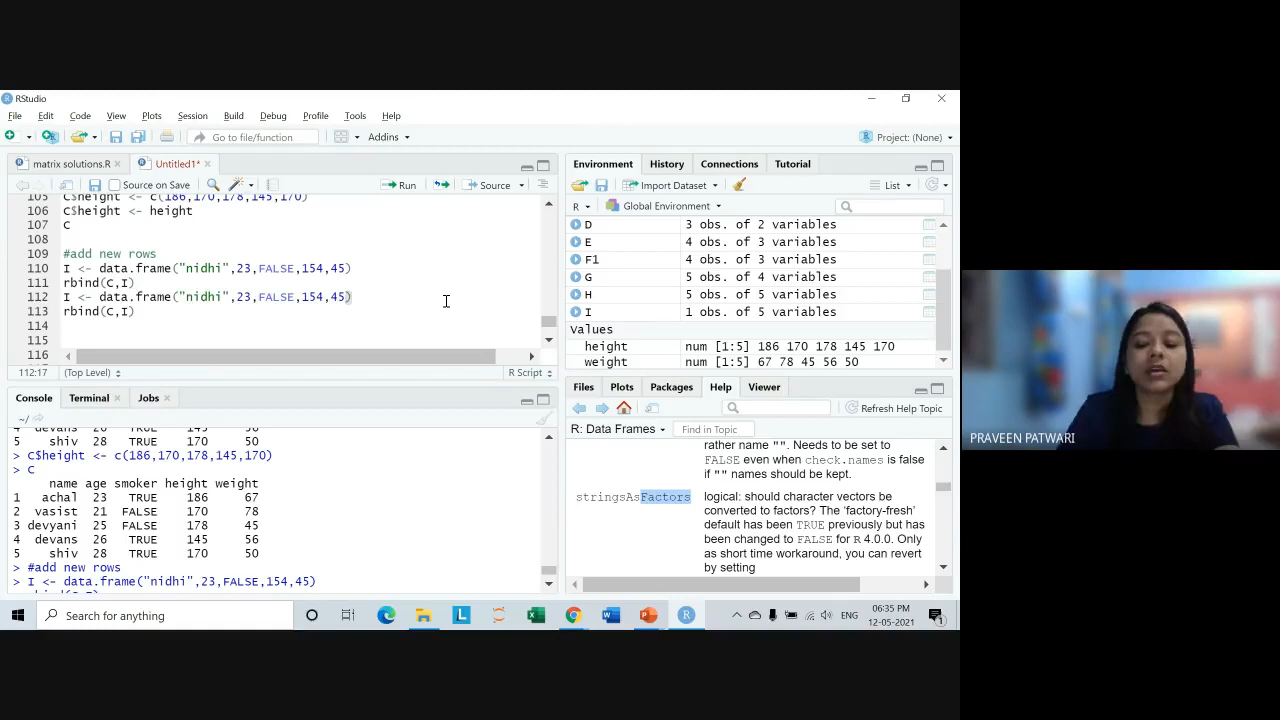 RStudio
File Edit Code View Plots Session Build Debug Profile Tools Help
Go to file/function
Addins
Project: (None)
matrix solutions.R
Untitled1*
Source on Save
Run
Source
105 C$height <- c(186,170,178,145,170)
106 C$height <- height
107 C
108
109 #add new rows
110 I <- data.frame("nidhi",23,FALSE,154,45)
111 rbind(C,I)
112 I <- data.frame("nidhi",23,FALSE,154,45)
113 rbind(C,I)
114
115
116
112:17 (Top Level) R Script
Console Terminal Jobs
~/
5 shiv 28 TRUE 170 50
> C$height <- c(186,170,178,145,170)
> C
name age smoker height weight
1 achal 23 TRUE 186 67
2 vasist 21 FALSE 170 78
3 devyani 25 FALSE 178 45
4 devans 26 TRUE 145 56
5 shiv 28 TRUE 170 50
> #add new rows
> I <- data.frame("nidhi",23,FALSE,154,45)
Environment History Connections Tutorial
Import Dataset
List
R
Global Environment
D 3 obs. of 2 variables
E 4 obs. of 3 variables
F1 4 obs. of 3 variables
G 5 obs. of 4 variables
H 5 obs. of 5 variables
I 1 obs. of 5 variables
Values
height num [1:5] 186 170 178 145 170
weight num [1:5] 67 78 45 56 50
Files Plots Packages Help Viewer
Refresh Help Topic
R: Data Frames
Find in Topic
rather name "". Needs to be set
to FALSE even when check.names is false
if "" names should be kept.
stringsAsFactors logical: should character vectors be
converted to factors? The ‘factory-fresh’
default has been TRUE previously but has
been changed to FALSE for R 4.0.0. Only
as short time workaround, you can revert
by setting
Search for anything
ENG
06:35 PM
12-05-2021
1
PRAVEEN PATWARI